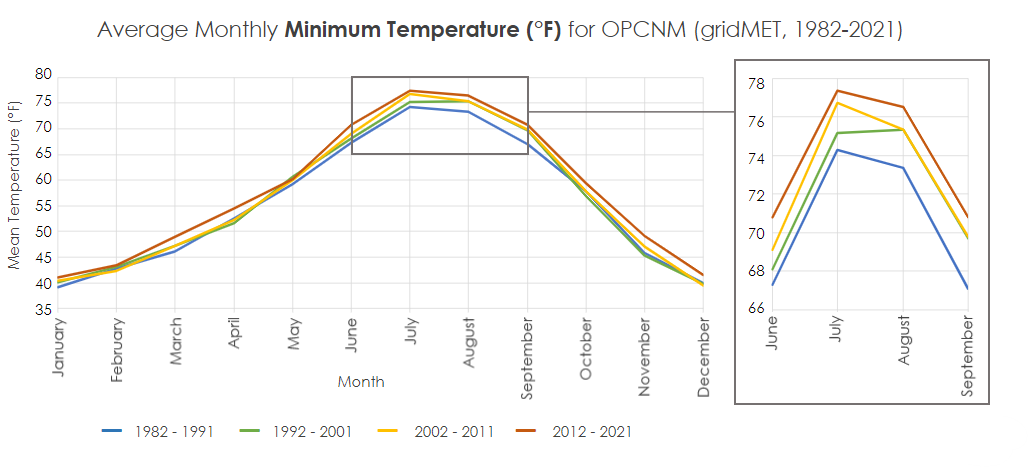 Average Monthly Minimum Temperature (°F) for OPCNM (gridMET, 1982-2021)
Mean Temperature (°F)
80
75
70
65
60
55
50
45
40
35
January
February
March
April
May
June
July
August
September
October
November
December
Month
1982 - 1991
1992 - 2001
2002 - 2011
2012 - 2021
78
76
74
72
70
68
66
June
July
August
September